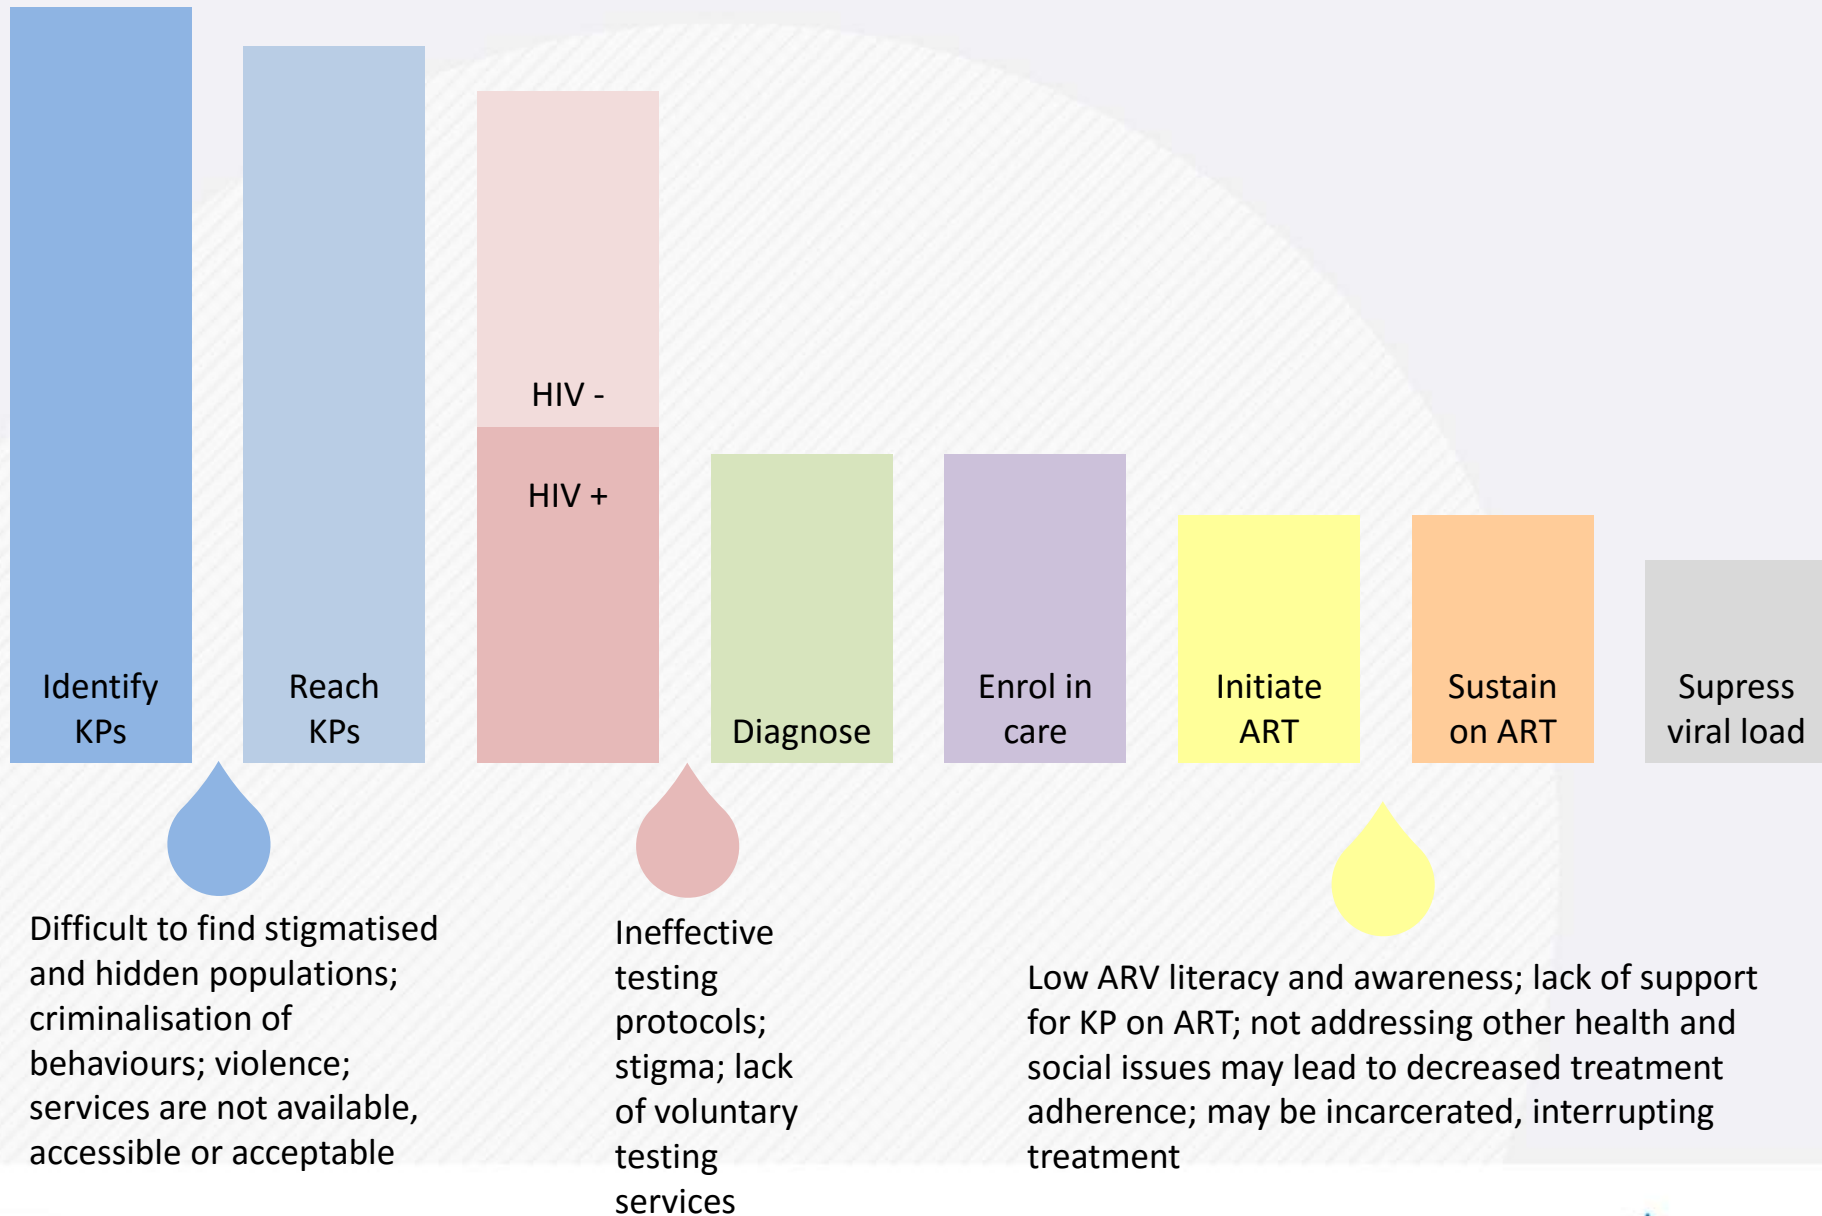 HIV -
HIV +
Identify
KPs
Reach
KPs
Diagnose
Enrol in
care
Initiate
ART
Sustain
on ART
Supress
viral load
Difficult to find stigmatised
and hidden populations;
criminalisation of
behaviours; violence;
services are not available,
accessible or acceptable
Ineffective
testing
protocols;
stigma; lack
of voluntary
testing
services
Low ARV literacy and awareness; lack of support
for KP on ART; not addressing other health and
social issues may lead to decreased treatment
adherence; may be incarcerated, interrupting
treatment